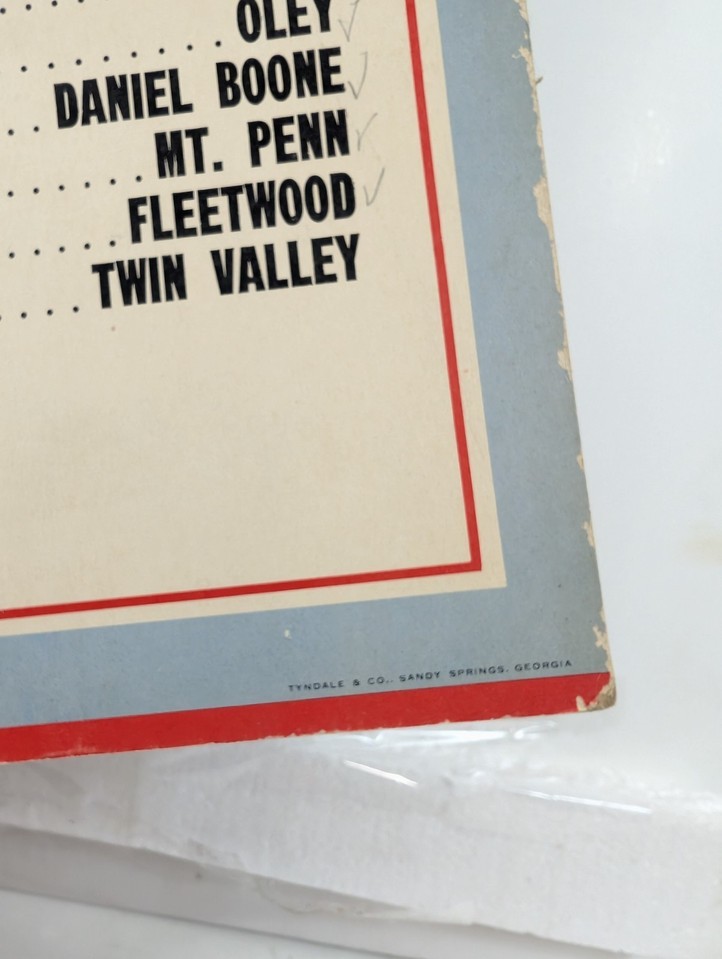 . . . . . . OLEY ✓
. . . . . . . . . DANIEL BOONE ✓
. . MT. PENN ✓
. . . . . . . FLEETWOOD ✓
. . . . . TWIN VALLEY
TYNDALE & CO., SANDY SPRINGS, GEORGIA